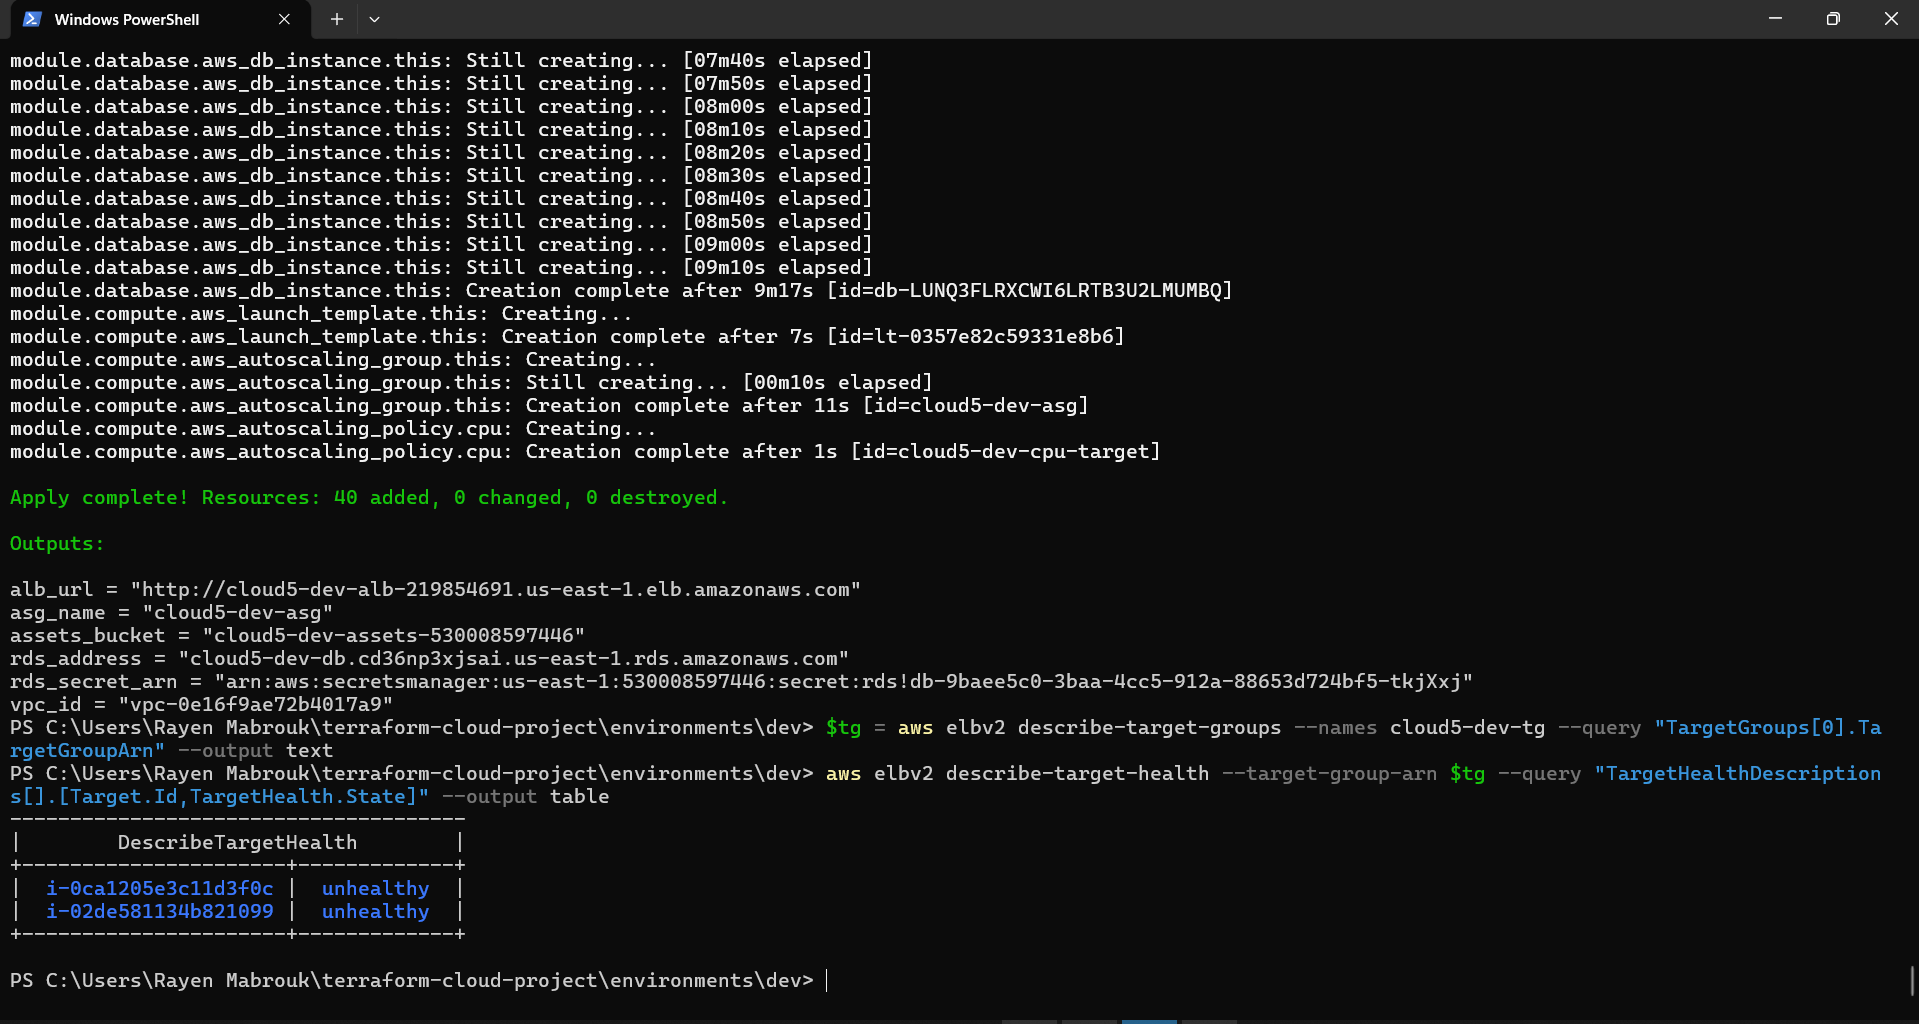 Windows PowerShell
module.database.aws_db_instance.this: Still creating... [07m40s elapsed]
module.database.aws_db_instance.this: Still creating... [07m50s elapsed]
module.database.aws_db_instance.this: Still creating... [08m00s elapsed]
module.database.aws_db_instance.this: Still creating... [08m10s elapsed]
module.database.aws_db_instance.this: Still creating... [08m20s elapsed]
module.database.aws_db_instance.this: Still creating... [08m30s elapsed]
module.database.aws_db_instance.this: Still creating... [08m40s elapsed]
module.database.aws_db_instance.this: Still creating... [08m50s elapsed]
module.database.aws_db_instance.this: Still creating... [09m00s elapsed]
module.database.aws_db_instance.this: Still creating... [09m10s elapsed]
module.database.aws_db_instance.this: Creation complete after 9m17s [id=db-LUNQ3FLRXCWI6LRTB3U2LMUMBQ]
module.compute.aws_launch_template.this: Creating...
module.compute.aws_launch_template.this: Creation complete after 7s [id=lt-0357e82c59331e8b6]
module.compute.aws_autoscaling_group.this: Creating...
module.compute.aws_autoscaling_group.this: Still creating... [00m10s elapsed]
module.compute.aws_autoscaling_group.this: Creation complete after 11s [id=cloud5-dev-asg]
module.compute.aws_autoscaling_policy.cpu: Creating...
module.compute.aws_autoscaling_policy.cpu: Creation complete after 1s [id=cloud5-dev-cpu-target]
Apply complete! Resources: 40 added, 0 changed, 0 destroyed.
Outputs:
alb_url = "http://cloud5-dev-alb-219854691.us-east-1.elb.amazonaws.com"
asg_name = "cloud5-dev-asg"
assets_bucket = "cloud5-dev-assets-530008597446"
rds_address = "cloud5-dev-db.cd36np3xjsai.us-east-1.rds.amazonaws.com"
rds_secret_arn = "arn:aws:secretsmanager:us-east-1:530008597446:secret:rds!db-9baee5c0-3baa-4cc5-912a-88653d724bf5-tkjXxj"
vpc_id = "vpc-0e16f9ae72b4017a9"
PS C:\Users\Rayen Mabrouk\terraform-cloud-project\environments\dev> $tg = aws elbv2 describe-target-groups --names cloud5-dev-tg --query "TargetGroups[0].Ta
rgetGroupArn" --output text
PS C:\Users\Rayen Mabrouk\terraform-cloud-project\environments\dev> aws elbv2 describe-target-health --target-group-arn $tg --query "TargetHealthDescription
s[].[Target.Id,TargetHealth.State]" --output table
--------------------------------------
|        DescribeTargetHealth        |
+----------------------+-------------+
|  i-0ca1205e3c11d3f0c |  unhealthy  |
|  i-02de581134b821099 |  unhealthy  |
+----------------------+-------------+
PS C:\Users\Rayen Mabrouk\terraform-cloud-project\environments\dev>